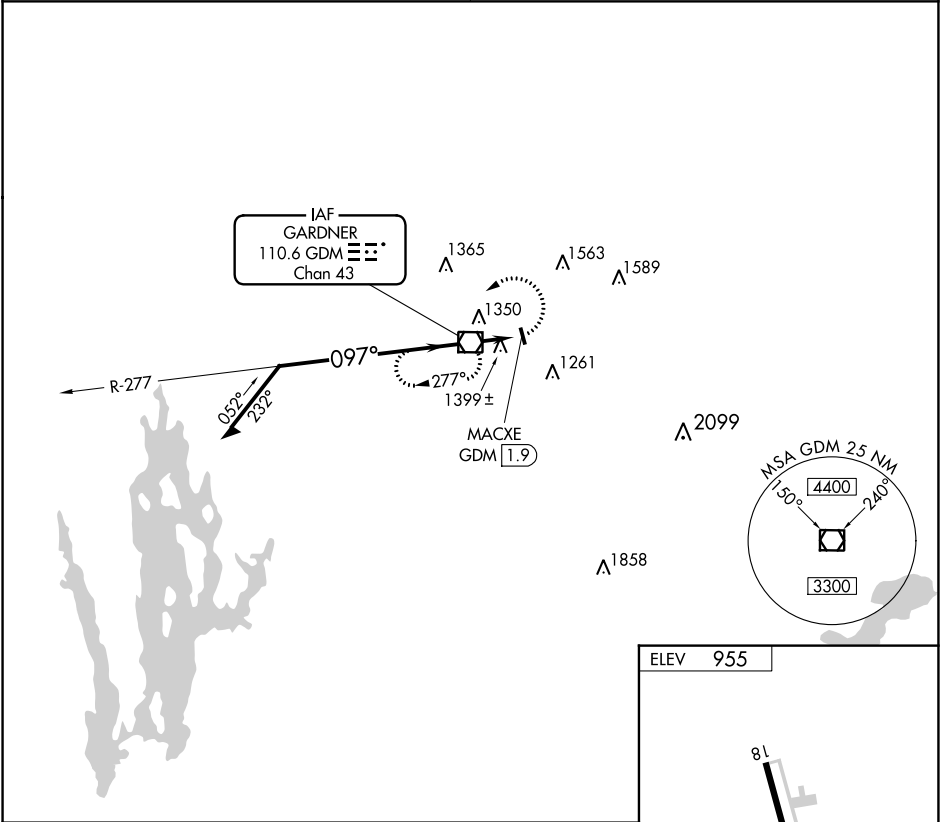 IAF
GARDNER
110.6 GDM
Chan 43
1365
1563
1589
1350
R-277
097°
277°
1261
052°
232°
1399 ±
MACXE
GDM 1.9
2099
MSA GDM 25 NM
4400
150°
240°
3300
1858
ELEV 955
18